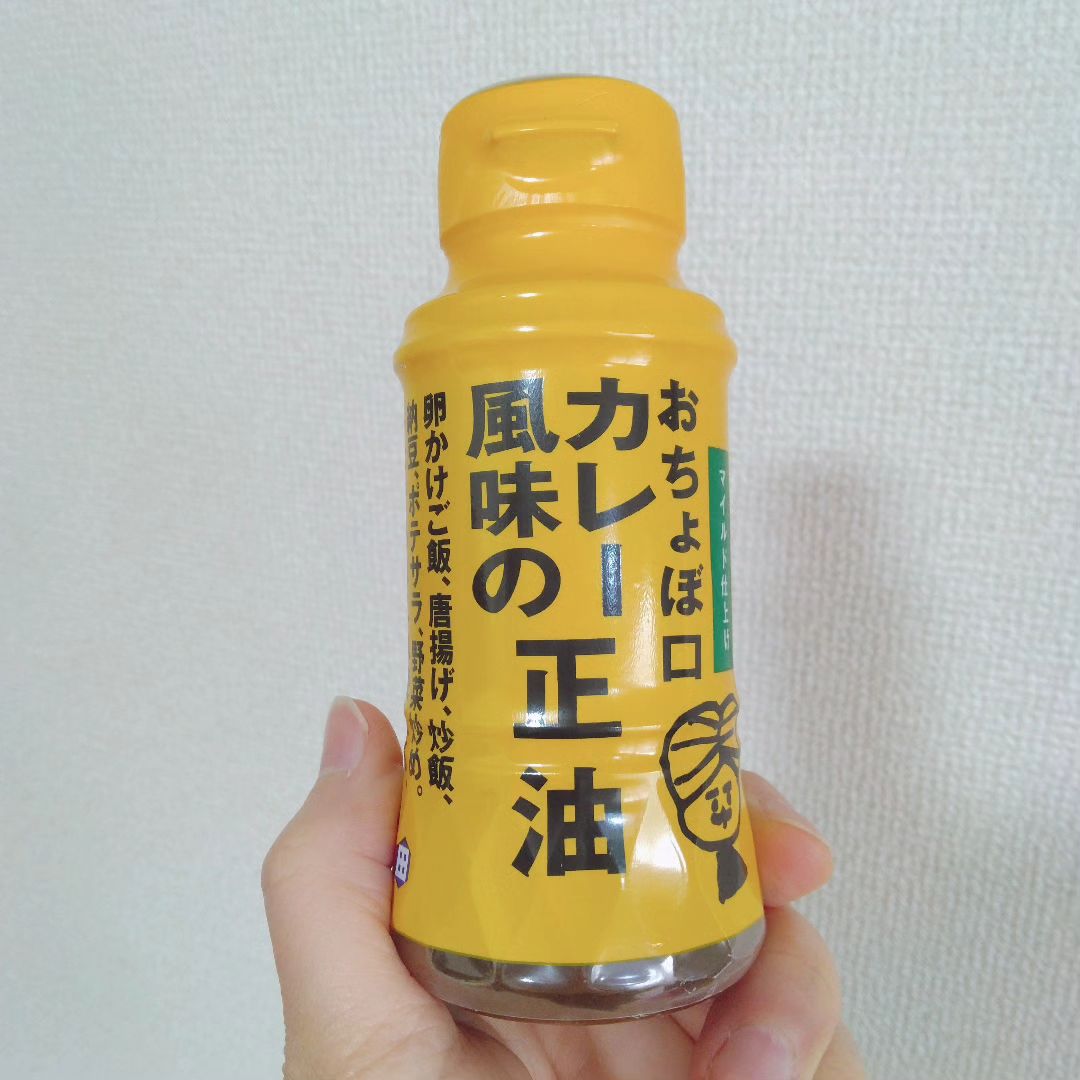 マイルド仕上げ
おちょぼ口
カレー
風味の
正油
卵かけご飯、唐揚げ、炒飯、
納豆、ポテサラ、野菜炒め。